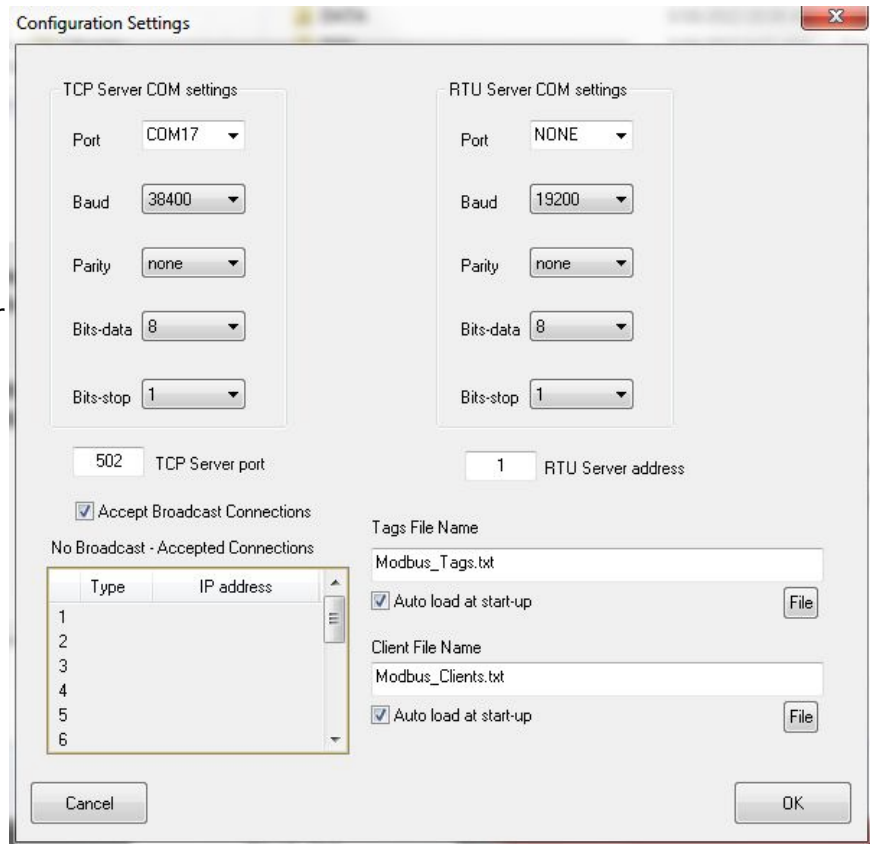 Configuration Settings
TCP Server COM settings
Port COM17
Baud 38400
Parity none
Bits-data 8
Bits-stop 1
502 TCP Server port
Accept Broadcast Connections
No Broadcast - Accepted Connections
Type IP address
1
2
3
4
5
6
RTU Server COM settings
Port NONE
Baud 19200
Parity none
Bits-data 8
Bits-stop 1
1 RTU Server address
Tags File Name
Modbus_Tags.txt
Auto load at start-up File
Client File Name
Modbus_Clients.txt
Auto load at start-up File
Cancel OK